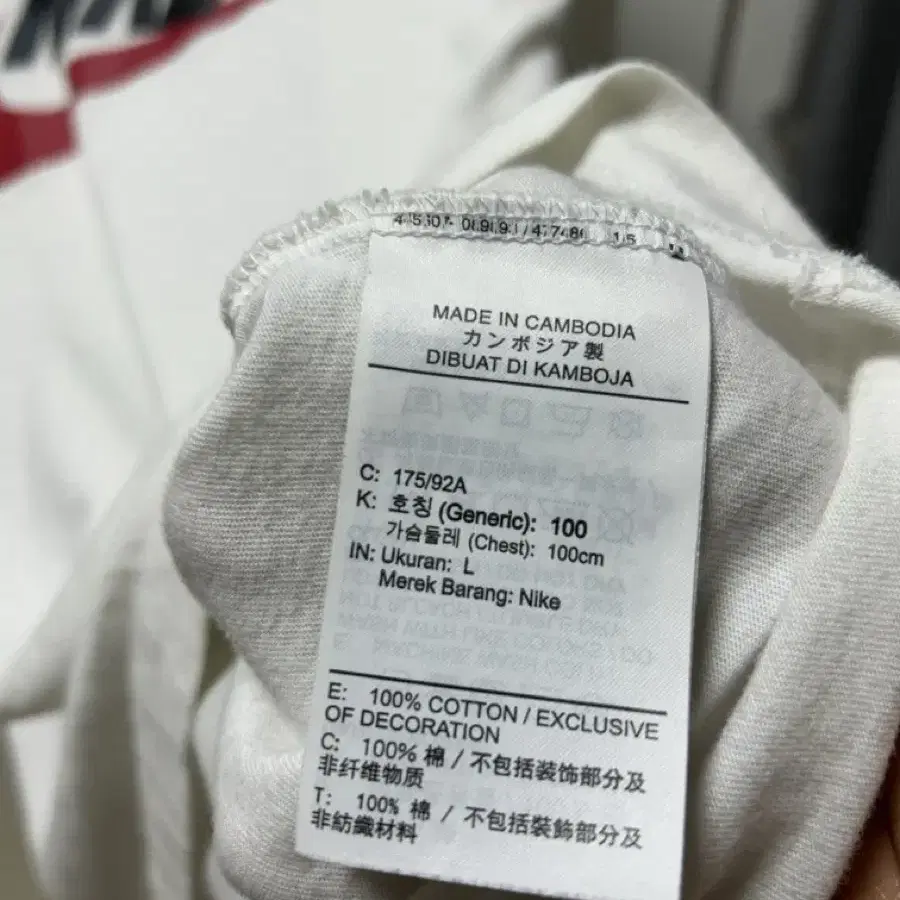 MADE IN CAMBODIA
カンボジア製
DIBUAT DI KAMBOJA
C: 175/92A
K: 호칭 (Generic): 100
가슴둘레 (Chest): 100cm
IN: Ukuran: L
Merek Barang: Nike
E: 100% COTTON / EXCLUSIVE
OF DECORATION
C: 100% 棉 / 不包括装饰部分及
非纤维物质
T: 100% 棉 / 不包括裝飾部分及
非紡織材料